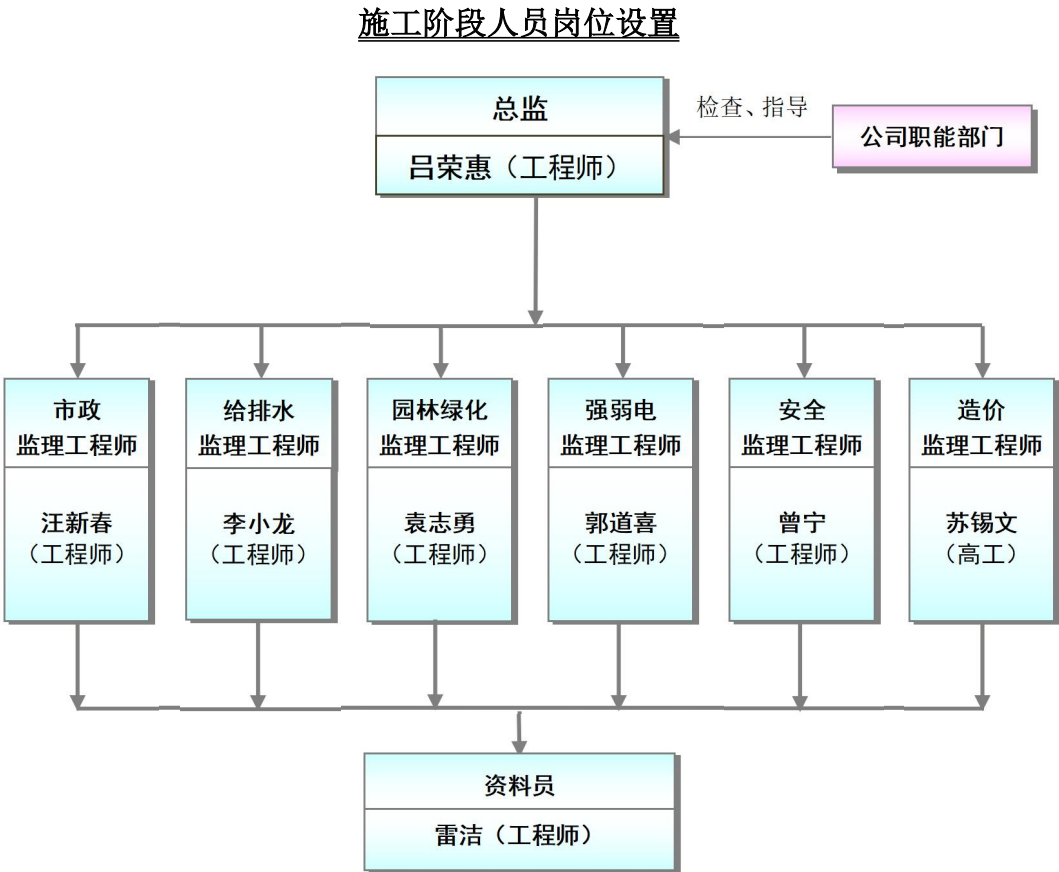 施工阶段人员岗位设置
总监
吕荣惠（工程师）
检查、指导
公司职能部门
市政
监理工程师
汪新春
（工程师）
给排水
监理工程师
李小龙
（工程师）
园林绿化
监理工程师
袁志勇
（工程师）
强弱电
监理工程师
郭道喜
（工程师）
安全
监理工程师
曾宁
（工程师）
造价
监理工程师
苏锡文
（高工）
资料员
雷洁（工程师）